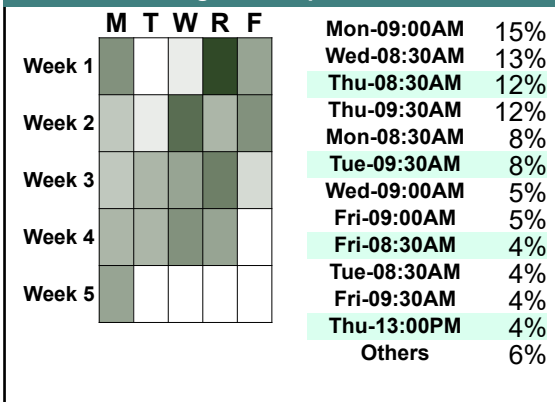 M T W R F
Week 1
Week 2
Week 3
Week 4
Week 5
Mon-09:00AM 15%
Wed-08:30AM 13%
Thu-08:30AM 12%
Thu-09:30AM 12%
Mon-08:30AM 8%
Tue-09:30AM 8%
Wed-09:00AM 5%
Fri-09:00AM 5%
Fri-08:30AM 4%
Tue-08:30AM 4%
Fri-09:30AM 4%
Thu-13:00PM 4%
Others 6%